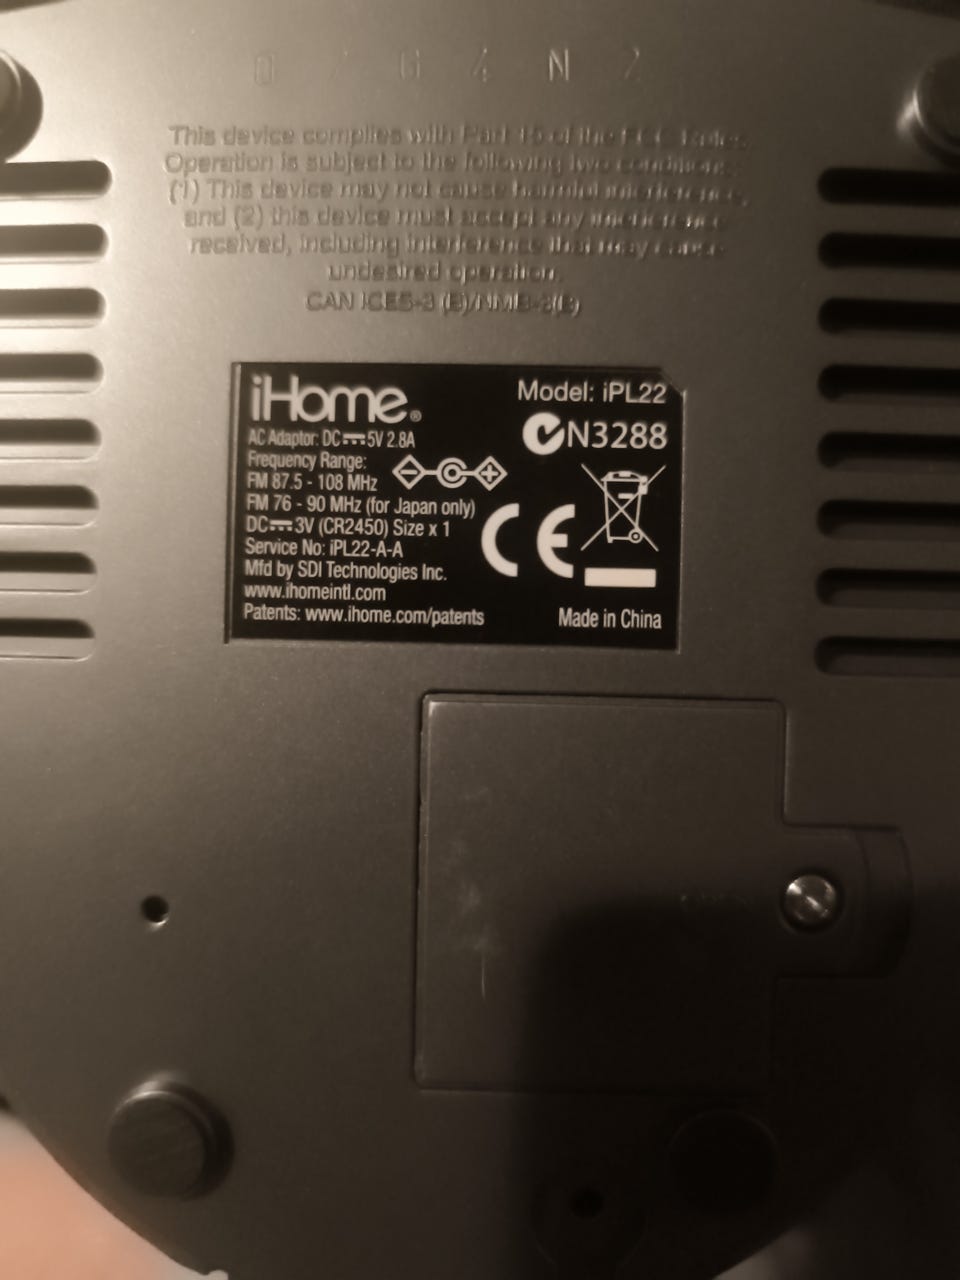 This device complies with Part 15 of the FCC Rules.
Operation is subject to the following two conditions:
(1) This device may not cause harmful interference,
and (2) this device must accept any interference
received, including interference that may cause
undesired operation.
CAN ICES-3 (B)/NMB-3(B)
iHome®
Model: iPL22
N3288
AC Adaptor: DC⎓5V 2.8A
Frequency Range:
FM 87.5 - 108 MHz
FM 76 - 90 MHz (for Japan only)
DC⎓3V (CR2450) Size x 1
Service No: iPL22-A-A
CE
Mfd by SDI Technologies Inc.
www.ihomeintl.com
Patents: www.ihome.com/patents
Made in China